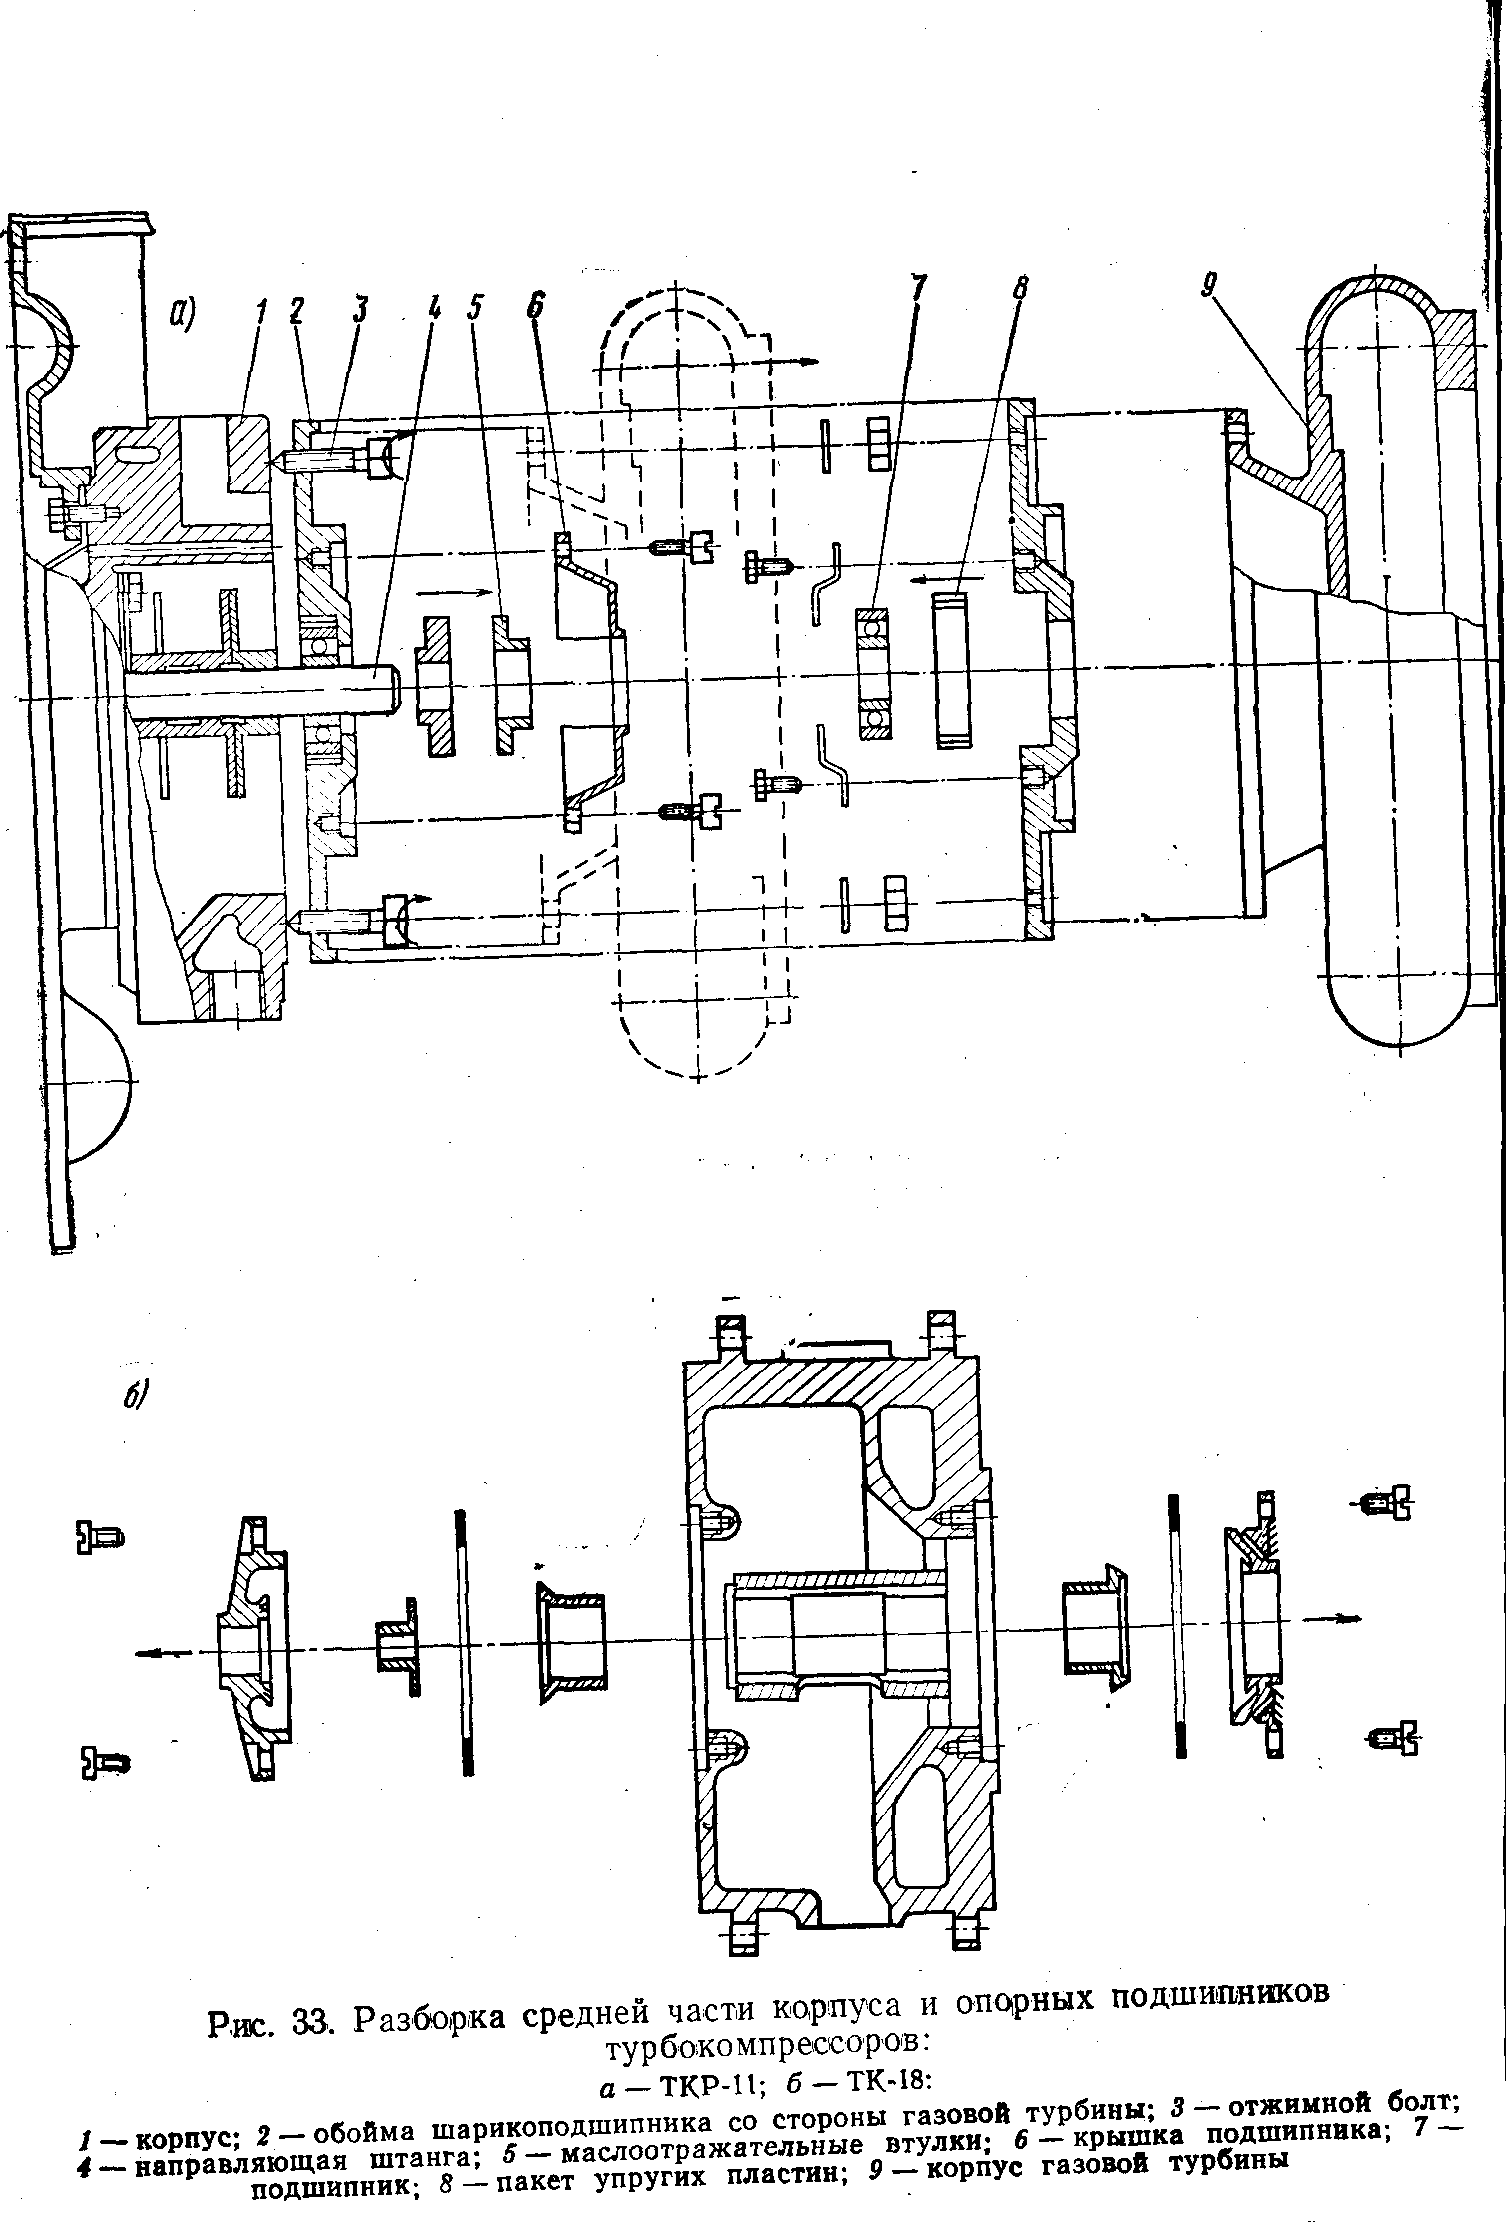 а) 1 2 3 4 5 6 7 8 9
б)
Рис. 33. Разборка средней части корпуса и опорных подшипников
турбокомпрессоров:
а — ТКР-11; б — ТК-18:
1 — корпус; 2 — обойма шарикоподшипника со стороны газовой турбины; 3 — отжимной болт;
4 — направляющая штанга; 5 — маслоотражательные втулки; 6 — крышка подшипника; 7 —
подшипник; 8 — пакет упругих пластин; 9 — корпус газовой турбины